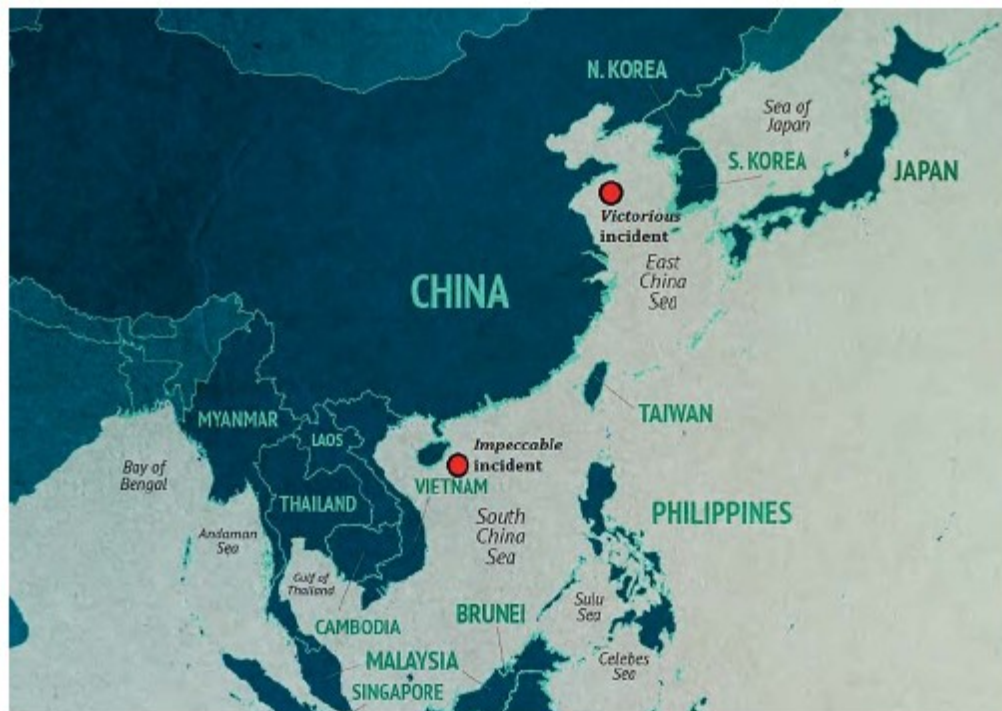 N. KOREA
Sea of
Japan
S. KOREA
JAPAN
Victorious
incident
East
China
Sea
CHINA
TAIWAN
MYANMAR
LAOS
Impeccable
incident
Bay of
Bengal
VIETNAM
THAILAND
South
China
Sea
PHILIPPINES
Andaman
Sea
Gulf of
Thailand
Sulu
Sea
BRUNEI
CAMBODIA
Celebes
Sea
MALAYSIA
SINGAPORE